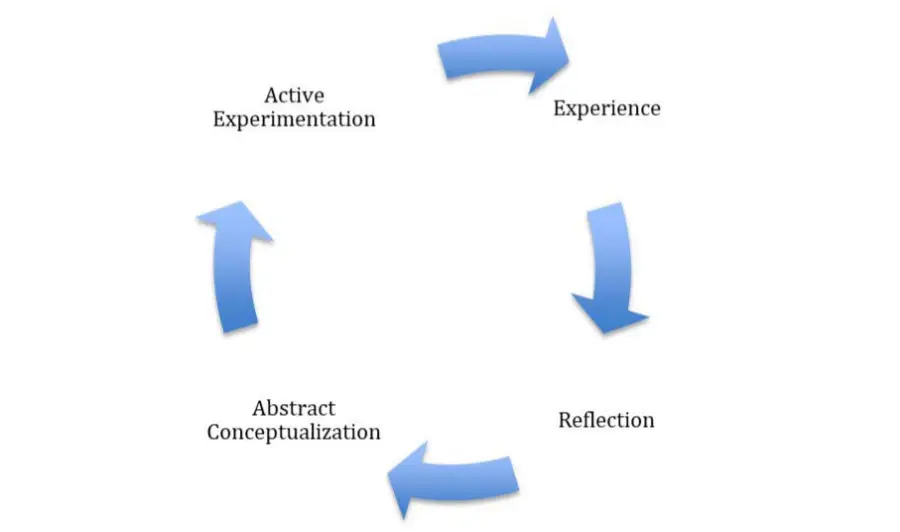 Active
Experimentation
Experience
Abstract
Conceptualization
Reflection